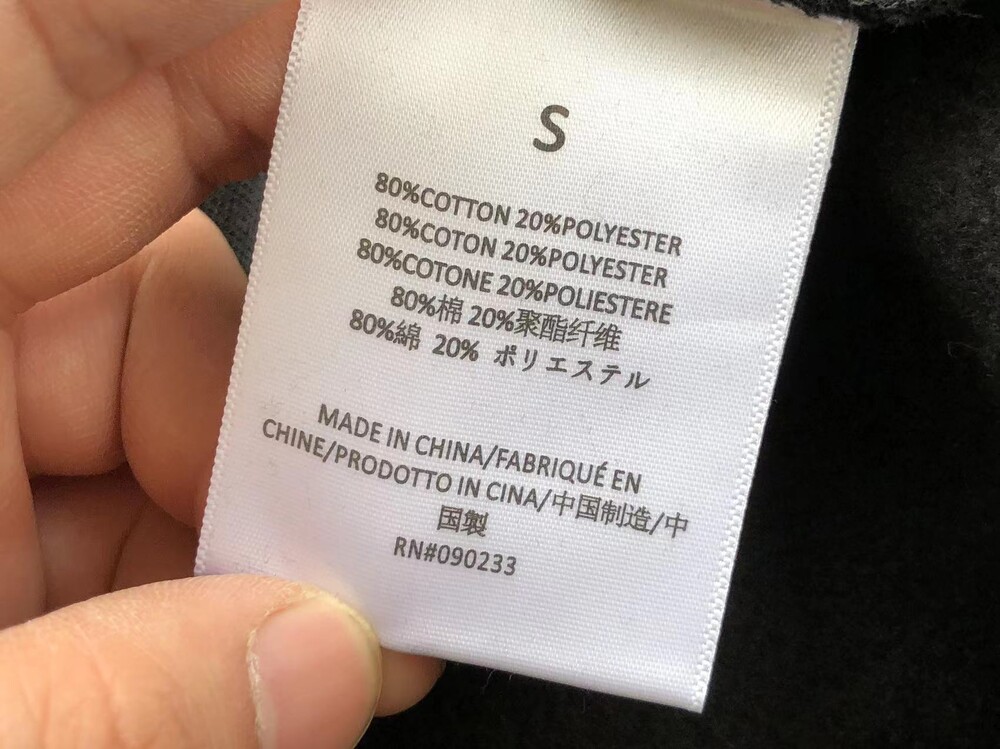 S
80%COTTON 20%POLYESTER
80%COTON 20%POLYESTER
80%COTONE 20%POLIESTERE
80%棉 20%聚酯纤维
80%綿 20% ポリエステル
MADE IN CHINA/FABRIQUÉ EN
CHINE/PRODOTTO IN CINA/中国制造/中
国製
RN#090233